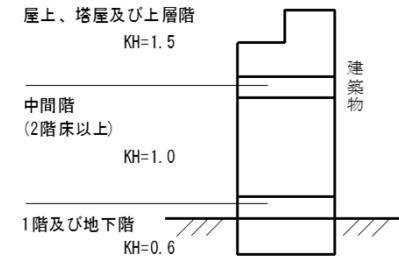 屋上、塔屋及び上層階
KH=1.5
建築物
中間階
(2階床以上)
KH=1.0
1階及び地下階
KH=0.6